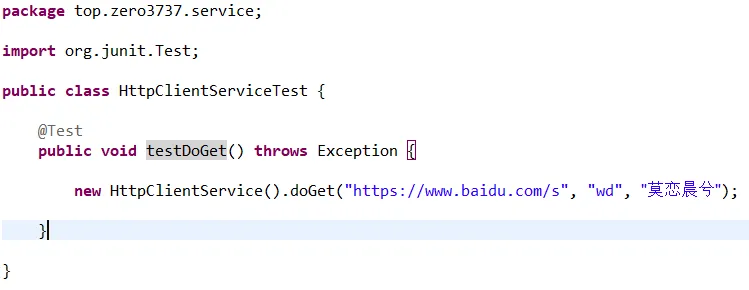 package top.zero3737.service;
import org.junit.Test;
public class HttpClientServiceTest {
@Test
public void testDoGet() throws Exception {
new HttpClientService().doGet("https://www.baidu.com/s", "wd", "莫恋晨兮");
}
}